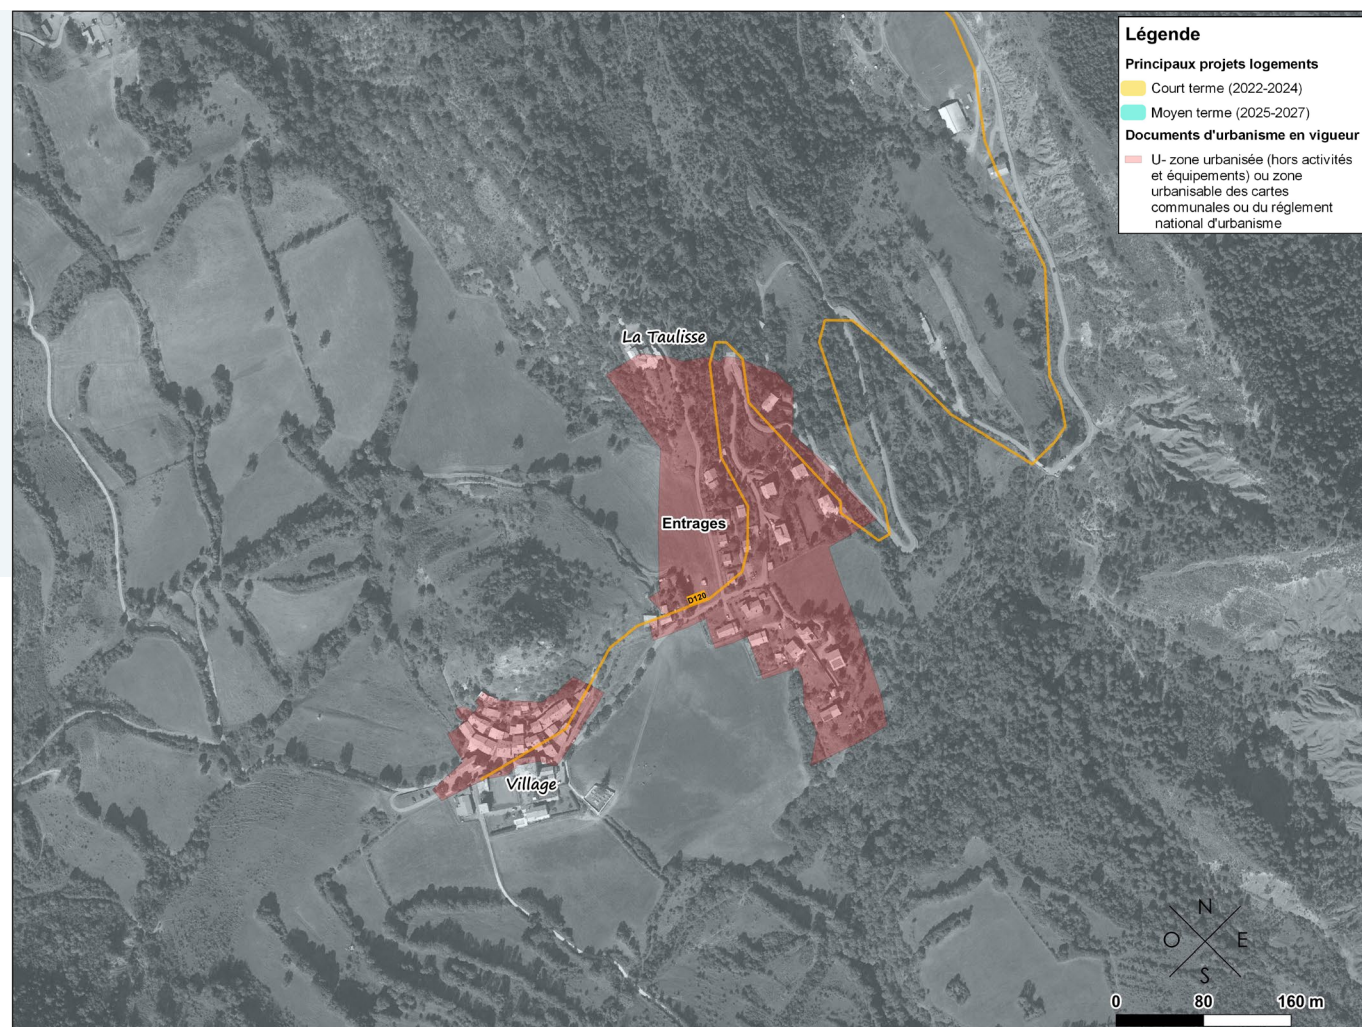 Légende
Principaux projets logements
Court terme (2022-2024)
Moyen terme (2025-2027)
Documents d'urbanisme en vigueur
U- zone urbanisée (hors activités
et équipements) ou zone
urbanisable des cartes
communales ou du réglement
national d'urbanisme
La Taulisse
Entrages
D120
Village
N
O E
S
0 80 160 m